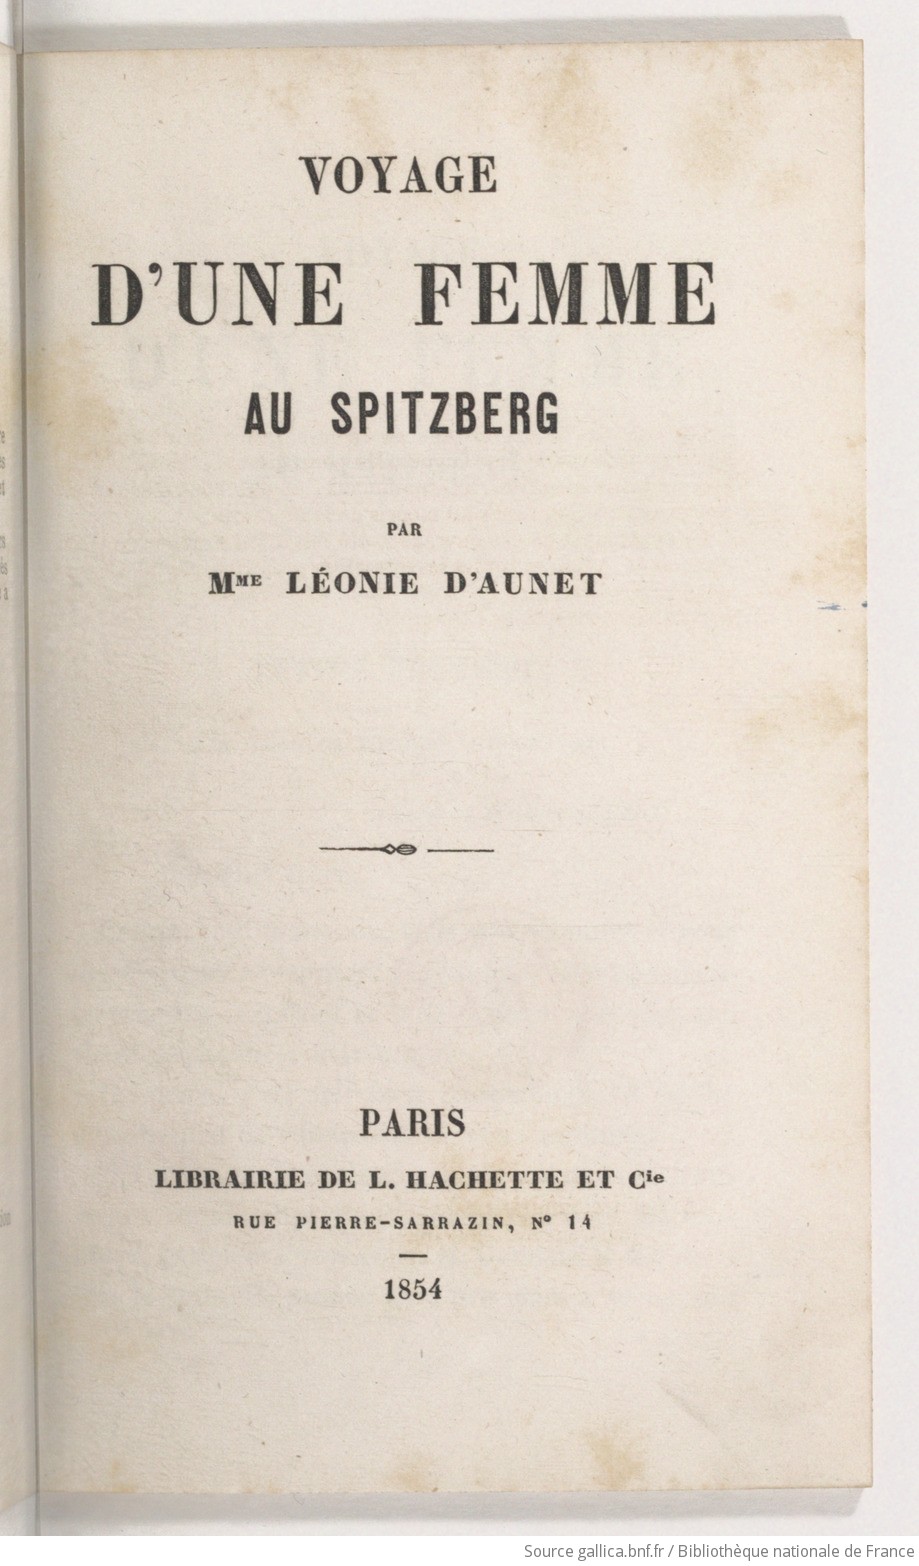 VOYAGE
D'UNE FEMME
AU SPITZBERG
PAR
Mme LÉONIE D'AUNET
PARIS
LIBRAIRIE DE L. HACHETTE ET Cie
RUE PIERRE-SARRAZIN, N° 14
1854
Source gallica.bnf.fr / Bibliothèque nationale de France